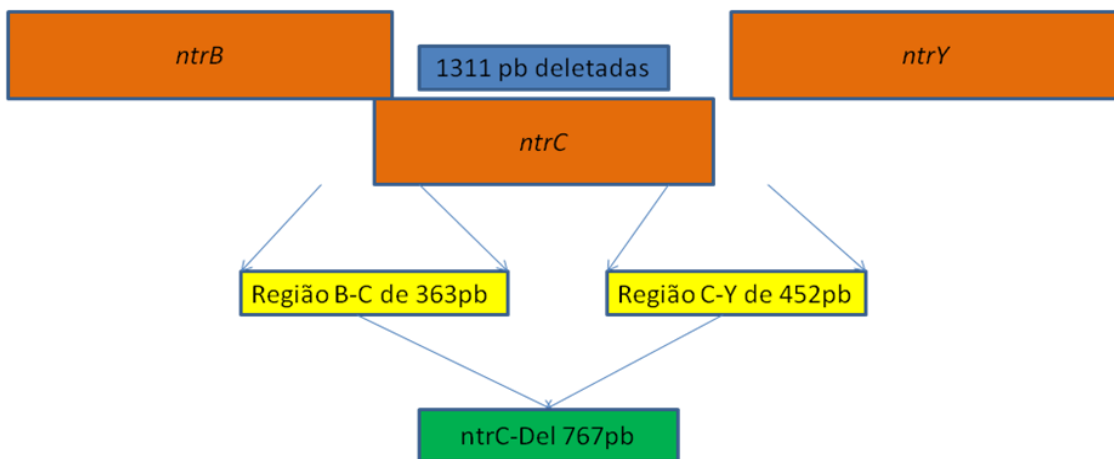 ntrB
1311 pb deletadas
ntrY
ntrC
Região B-C de 363pb
Região C-Y de 452pb
ntrC-Del 767pb